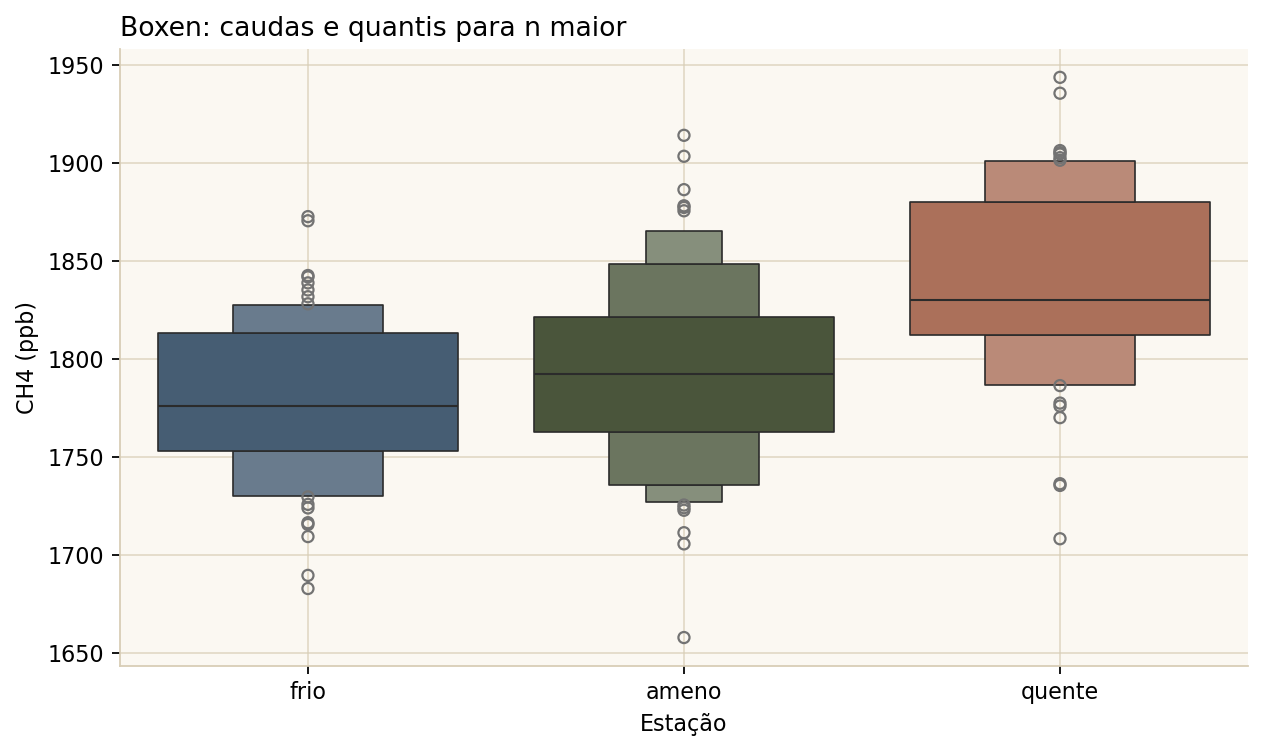 Boxen: caudas e quantis para n maior
1950
1900
1850
1800
1750
1700
1650
CH4 (ppb)
frio
ameno
quente
Estação